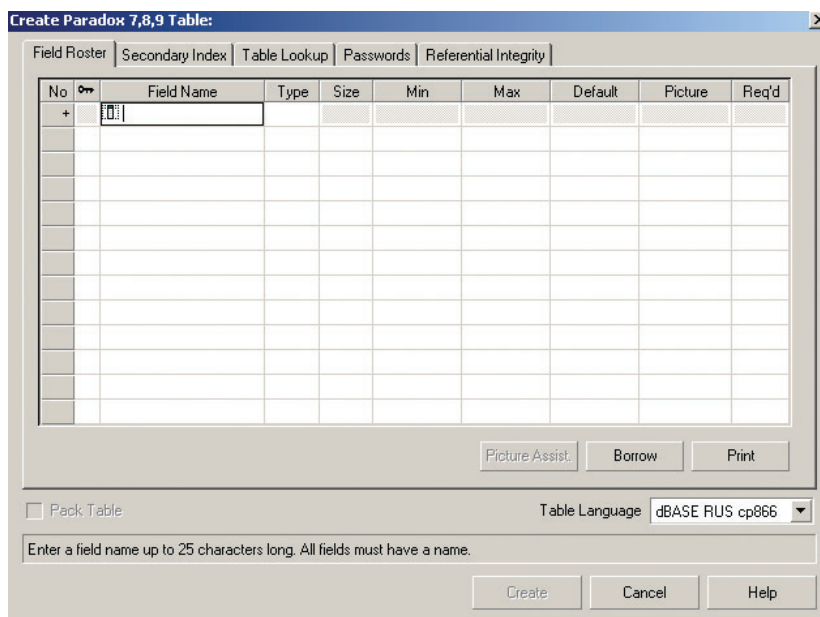 Create Paradox 7,8,9 Table:
Field Roster Secondary Index Table Lookup Passwords Referential Integrity
No Field Name Type Size Min Max Default Picture Req'd
+
Picture Assist. Borrow Print
Pack Table Table Language dBASE RUS cp866
Enter a field name up to 25 characters long. All fields must have a name.
Create Cancel Help